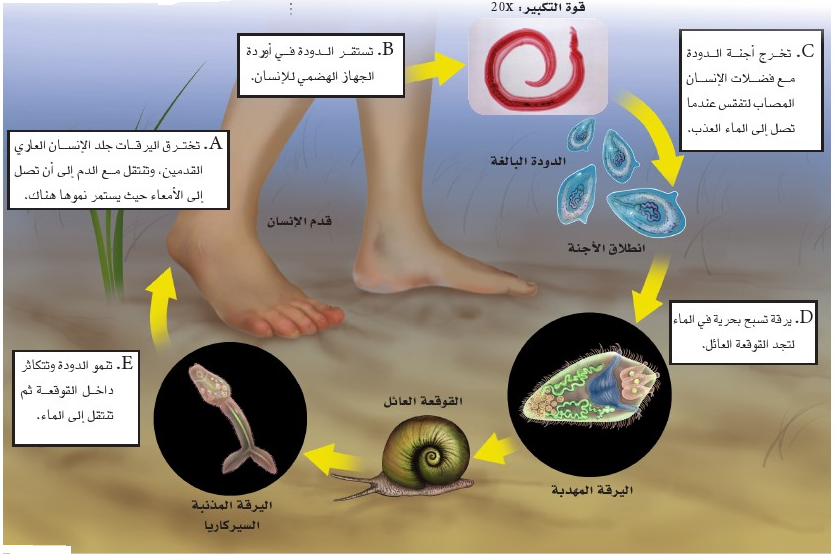 قوة التكبير: 20x
B. تستقر الدودة في أوردة
الجهاز الهضمي للإنسان.
C. تخرج أجنة الدودة
مع فضلات الإنسان
المصاب لتفقس عندما
تصل إلى الماء العذب.
A. تخترق اليرقات جلد الإنسان العاري
القدمين، وتنتقل مع الدم إلى أن تصل
إلى الأمعاء حيث يستمر نموها هناك.
الدودة البالغة
قدم الإنسان
انطلاق الأجنة
D. يرقة تسبح بحرية في الماء
لتجد القوقعة العائل.
E. تنمو الدودة وتتكاثر
داخل القوقعة ثم
تنتقل إلى الماء.
القوقعة العائل
اليرقة المهدبة
اليرقة المذنبة
السيركاريا